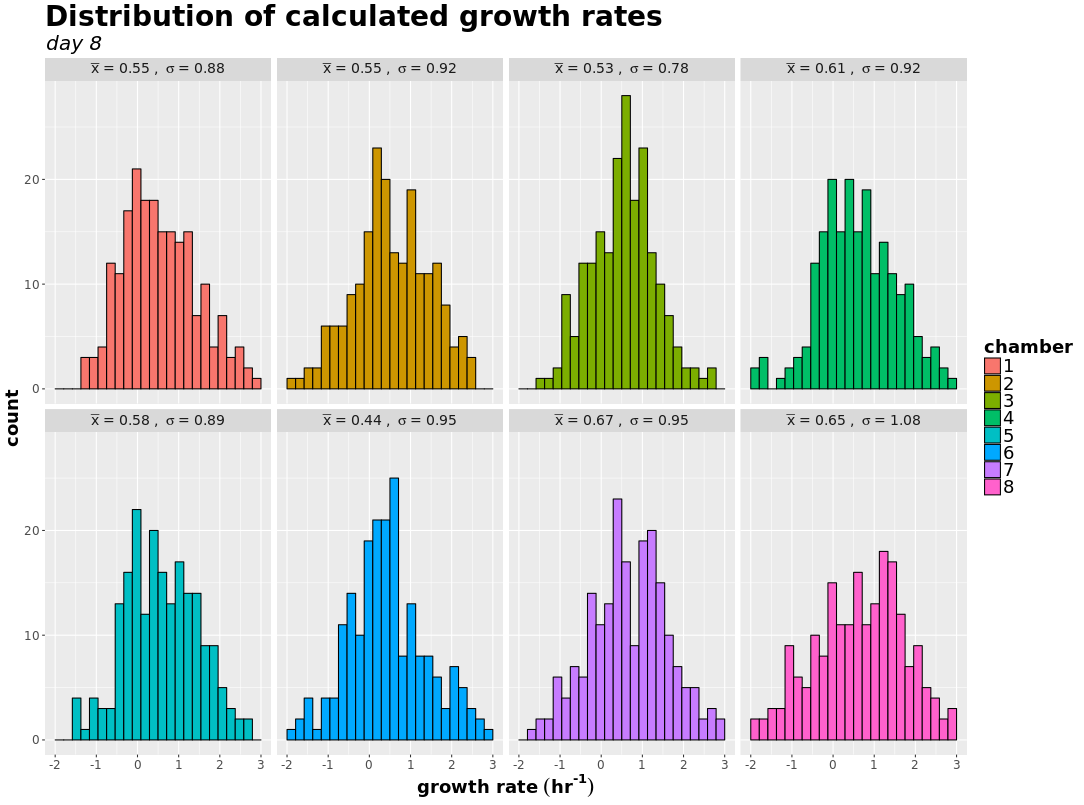 Distribution of calculated growth rates
day 8
x̅ = 0.55 , σ = 0.88
x̅ = 0.55 , σ = 0.92
x̅ = 0.53 , σ = 0.78
x̅ = 0.61 , σ = 0.92
20
10
0
x̅ = 0.58 , σ = 0.89
x̅ = 0.44 , σ = 0.95
x̅ = 0.67 , σ = 0.95
x̅ = 0.65 , σ = 1.08
20
10
0
-2 -1 0 1 2 3
-2 -1 0 1 2 3
-2 -1 0 1 2 3
-2 -1 0 1 2 3
count
growth rate (hr⁻¹)
chamber
1
2
3
4
5
6
7
8